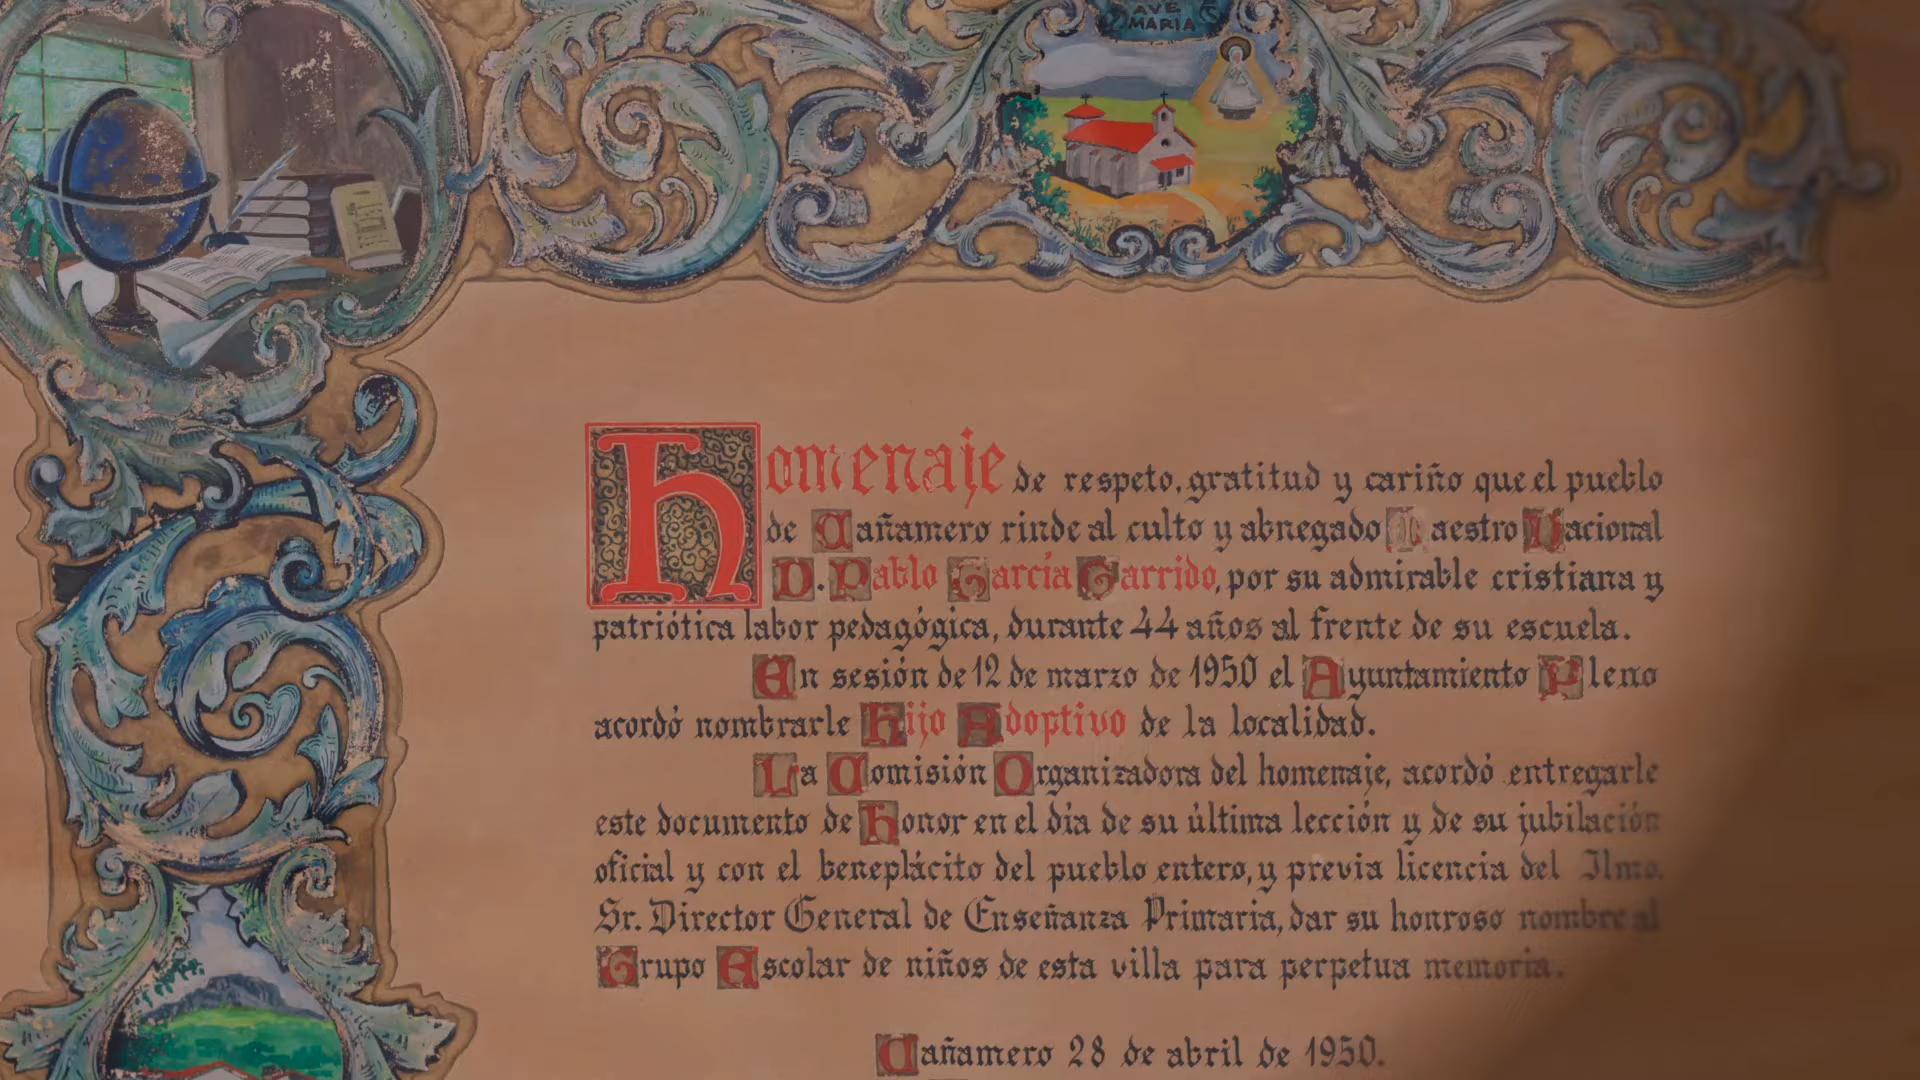 AVE
MARIA
Homenaje de respeto, gratitud y cariño que el pueblo
de Cañamero rinde al culto y abnegado Maestro Nacional
D. Pablo García Garrido, por su admirable cristiana y
patriótica labor pedagógica, durante 44 años al frente de su escuela.
En sesión de 12 de marzo de 1950 el Ayuntamiento Pleno
acordó nombrarle Hijo Adoptivo de la localidad.
La Comisión Organizadora del homenaje, acordó entregarle
este documento de Honor en el día de su última lección y de su jubilación
oficial y con el beneplácito del pueblo entero, y previa licencia del Ilmo.
Sr. Director General de Enseñanza Primaria, dar su honroso nombre al
Grupo Escolar de niños de esta villa para perpetua memoria.
Cañamero 28 de abril de 1950.